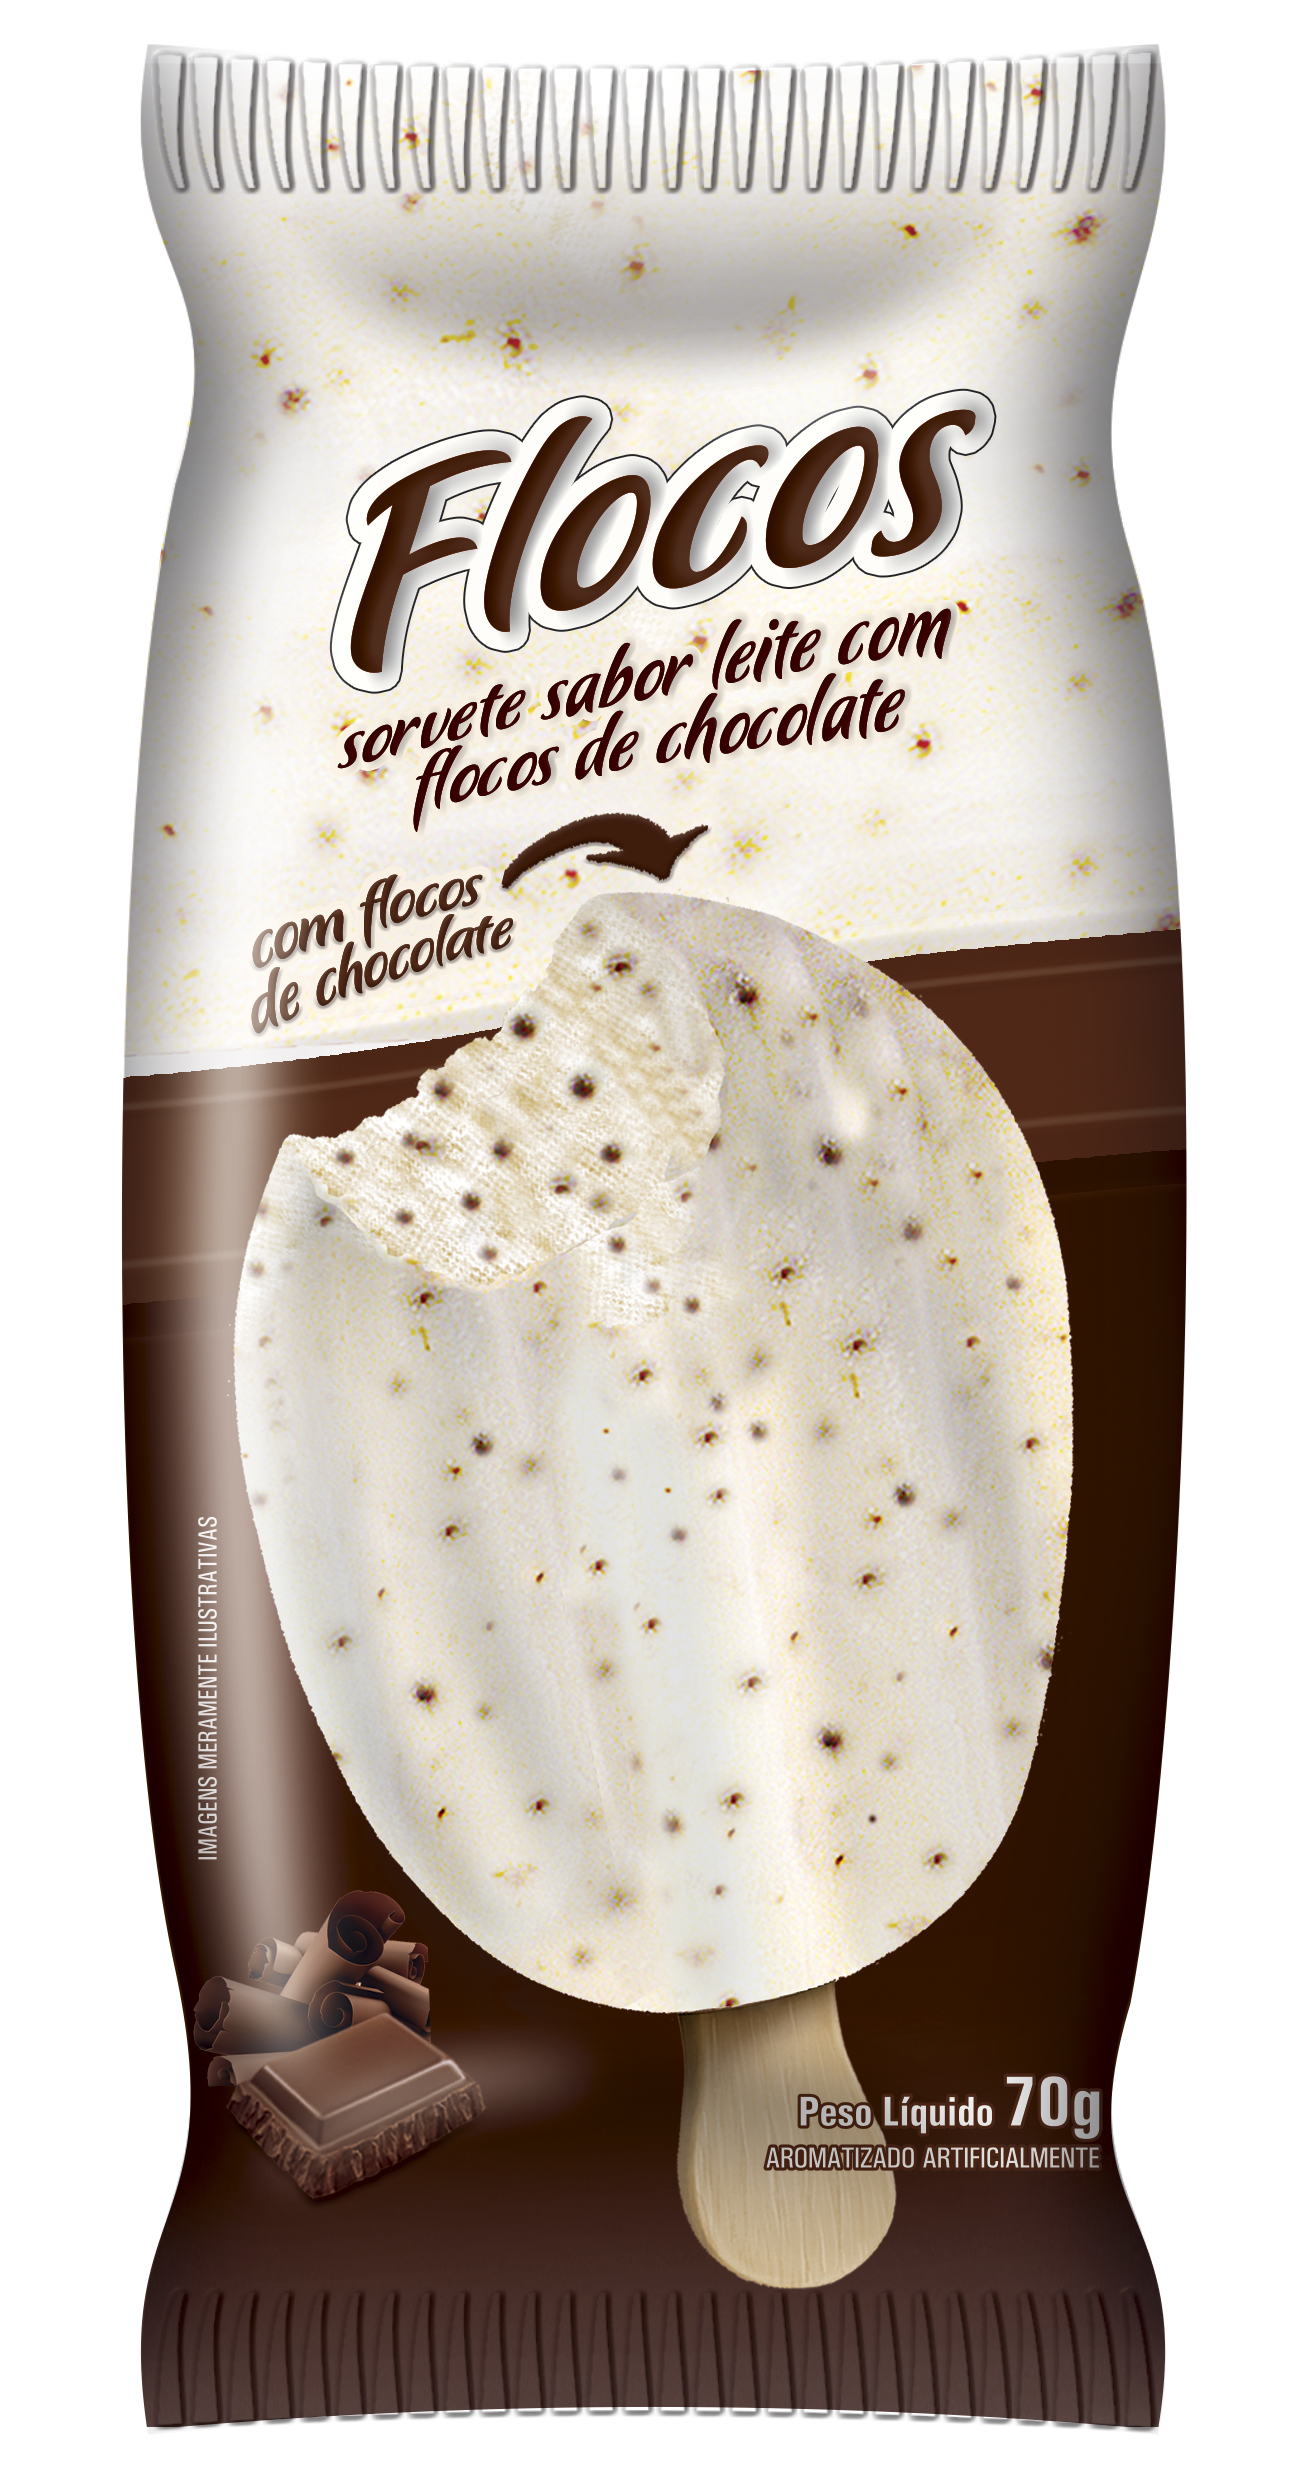 Flocos
sorvete sabor leite com
flocos de chocolate
com flocos
de chocolate
IMAGENS MERAMENTE ILUSTRATIVAS
Peso Líquido 70g
AROMATIZADO ARTIFICIALMENTE